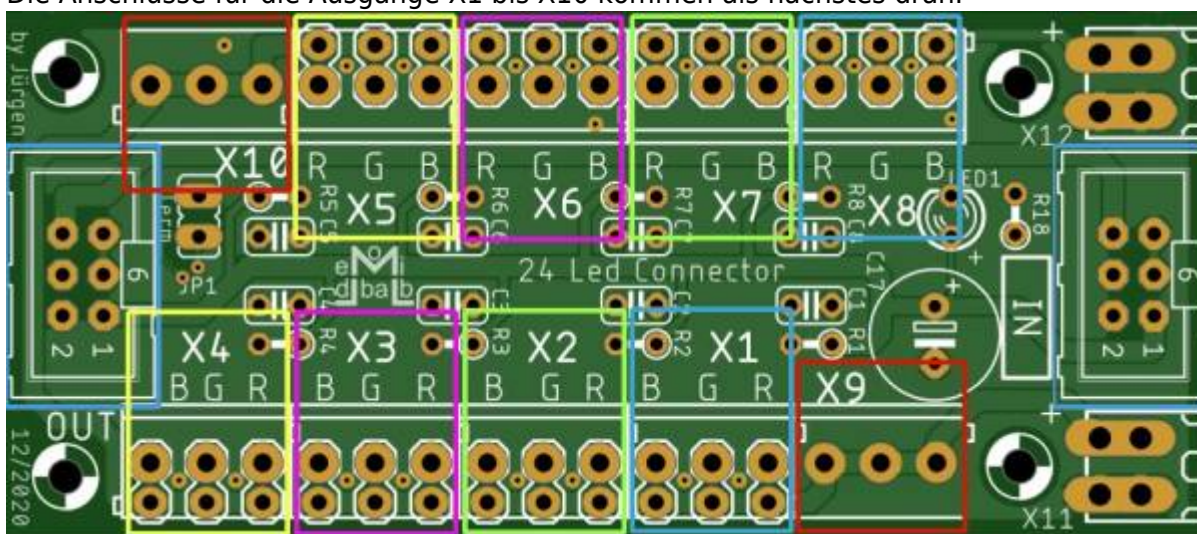 Die Anschlüsse für die Ausgänge X1 bis X10 kommen als nächstes dran.
by Jürgen
X12
X10
R G B R G B R G B R G B
R5 X5 R6 X6 R7 X7 R8 X8 LED1
R18
C5 C6
JP1
6
2 1
e M o i
d ba b
24 Led Connector
C17
IN
6
2 1
C4 C3 C2 C1
X4 R4 X3 R3 X2 R2 X1 R1
B G R B G R B G R B G R
X9
OUT
12/2020
X11